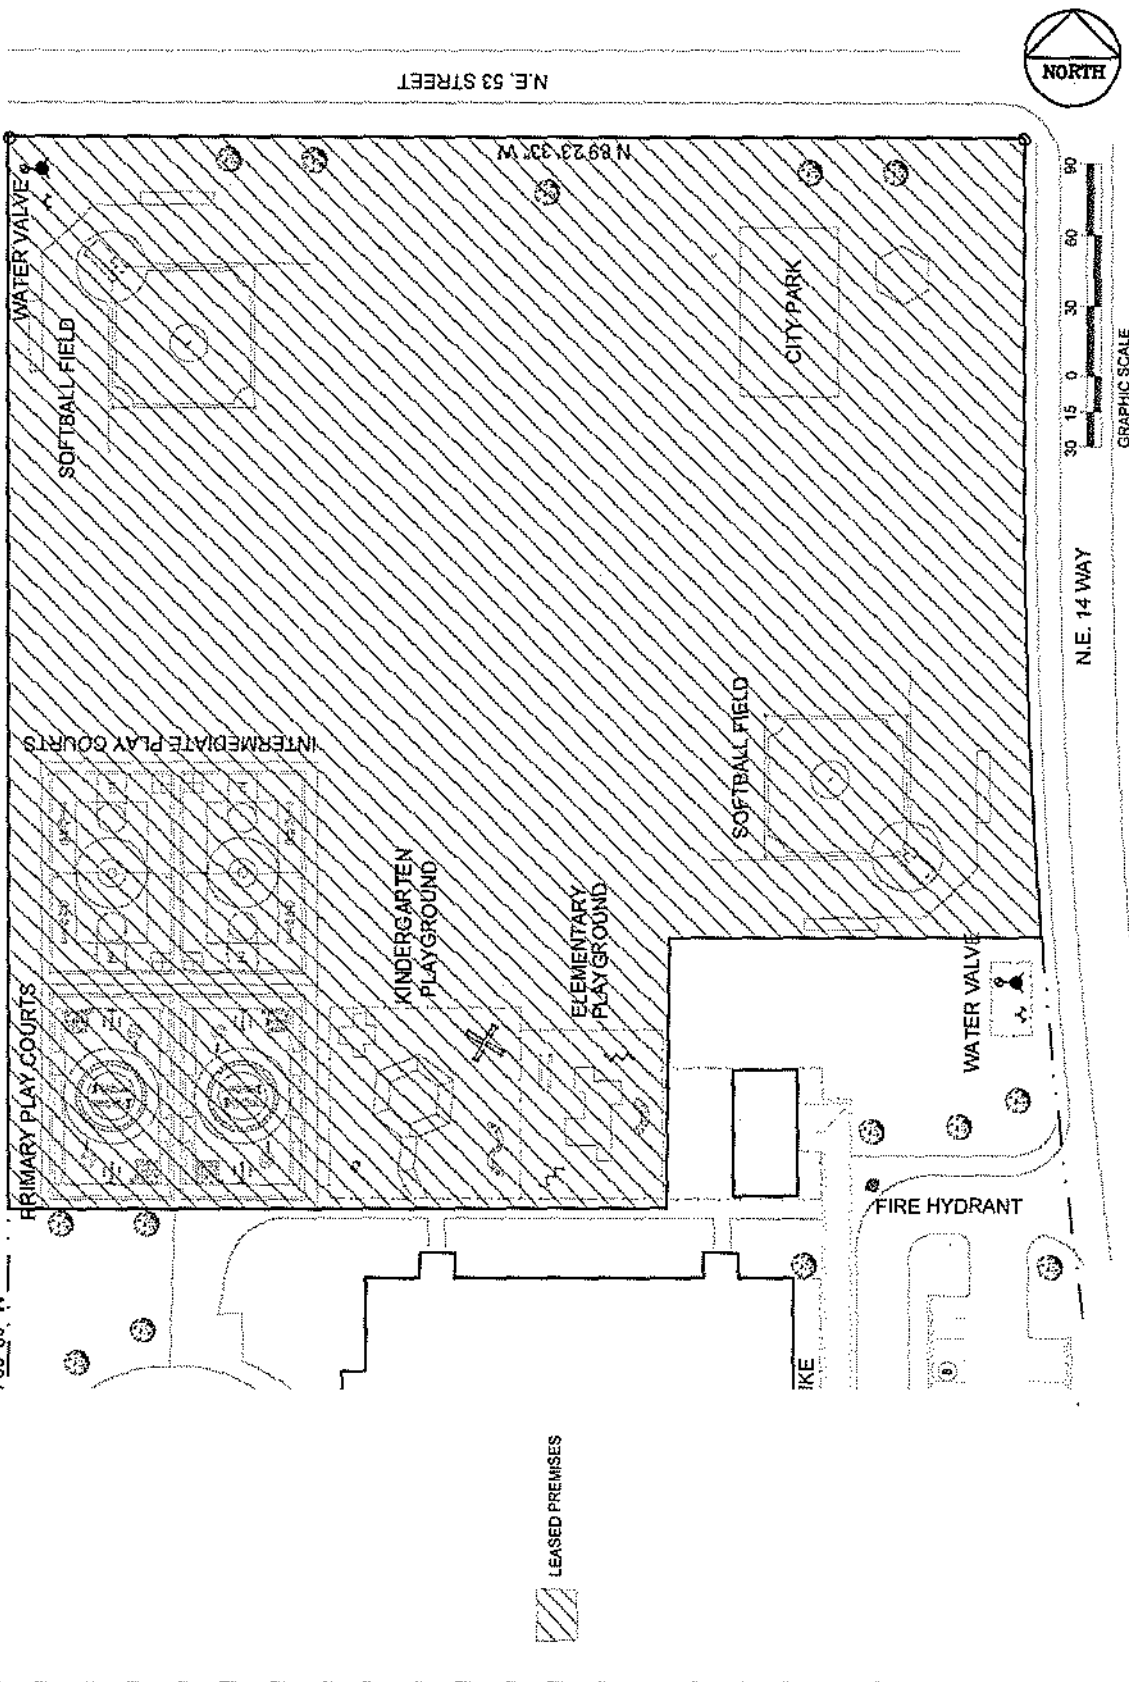 N.E. 53 STREET
NORTH
N 89°23'33" W
WATER VALVE
SOFTBALL FIELD
CITY PARK
90
60
30
0
15
30
GRAPHIC SCALE
N.E. 14 WAY
INTERMEDIATE PLAY COURTS
SOFTBALL FIELD
KINDERGARTEN
PLAYGROUND
ELEMENTARY
PLAYGROUND
PRIMARY PLAY COURTS
WATER VALVE
FIRE HYDRANT
8
LEASED PREMISES